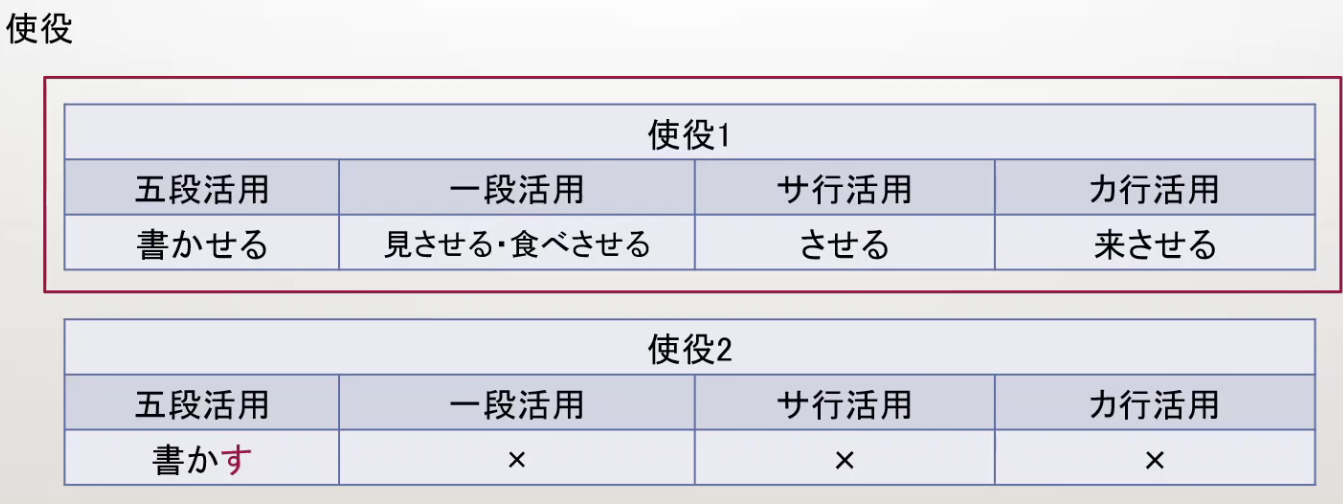 使役
使役1
五段活用 一段活用 サ行活用 カ行活用
書かせる 見させる・食べさせる させる 来させる
使役2
五段活用 一段活用 サ行活用 カ行活用
書かす × × ×